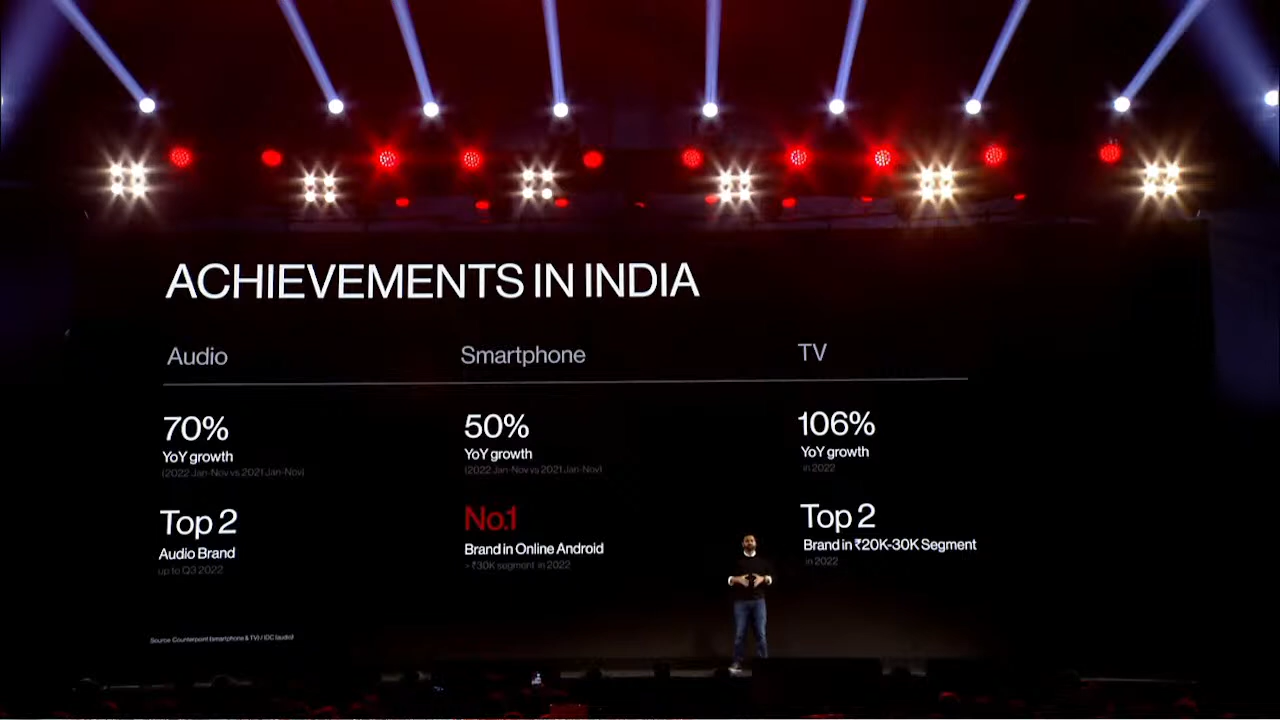 ACHIEVEMENTS IN INDIA
Audio
Smartphone
TV
70%
YoY growth
(2022 Jan-Nov vs 2021 Jan-Nov)
50%
YoY growth
(2022 Jan-Nov vs 2021 Jan-Nov)
106%
YoY growth
in 2022
Top 2
Audio Brand
up to Q3 2022
No.1
Brand in Online Android
> ₹30K segment in 2022
Top 2
Brand in ₹20K-30K Segment
in 2022
Source: Counterpoint (smartphone & TV) / IDC (audio)